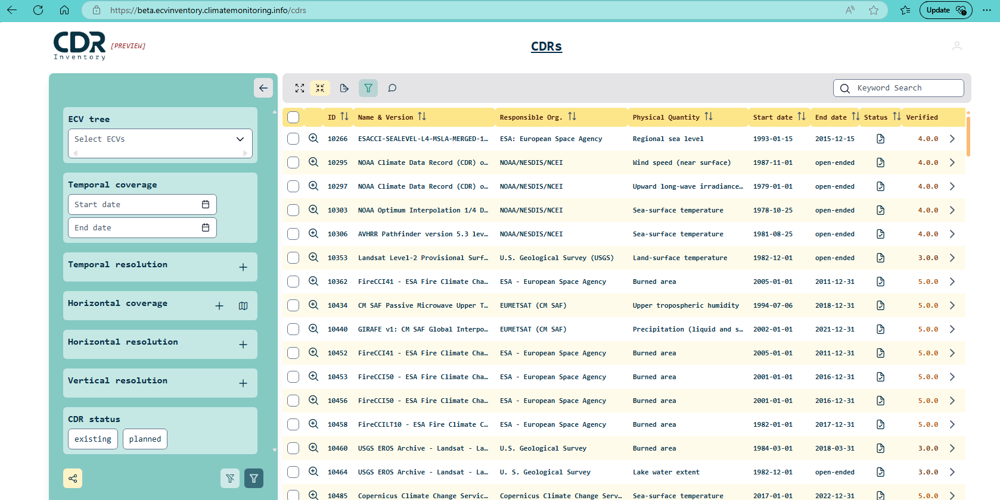 https://beta.ecvinventory.climatemonitoring.info/cdrs
Update
CDR
Inventory
[PREVIEW]
CDRs
Keyword Search
ECV tree
Select ECVs
Temporal coverage
Start date
End date
Temporal resolution
Horizontal coverage
Horizontal resolution
Vertical resolution
CDR status
existing planned
ID Name & Version Responsible Org. Physical Quantity Start date End date Status Verified
10266 ESACCI-SEALEVEL-L4-MSLA-MERGED-1… ESA: European Space Agency Regional sea level 1993-01-15 2015-12-15 4.0.0
10295 NOAA Climate Data Record (CDR) o… NOAA/NESDIS/NCEI Wind speed (near surface) 1987-11-01 open-ended 4.0.0
10297 NOAA Climate Data Record (CDR) o… NOAA/NESDIS/NCEI Upward long-wave irradiance… 1979-01-01 open-ended 4.0.0
10303 NOAA Optimum Interpolation 1/4 D… NOAA/NESDIS/NCEI Sea-surface temperature 1978-10-25 open-ended 4.0.0
10306 AVHRR Pathfinder version 5.3 lev… NOAA/NESDIS/NCEI Sea-surface temperature 1981-08-25 open-ended 4.0.0
10353 Landsat Level-2 Provisional Surf… U.S. Geological Survey (USGS) Land-surface temperature 1982-12-01 open-ended 3.0.0
10362 FireCCI41 - ESA Fire Climate Cha… ESA - European Space Agency Burned area 2005-01-01 2011-12-31 5.0.0
10434 CM SAF Passive Microwave Upper T… EUMETSAT (CM SAF) Upper tropospheric humidity 1994-07-06 2018-12-31 5.0.0
10440 GIRAFE v1: CM SAF Global Interpo… EUMETSAT (CM SAF) Precipitation (liquid and s… 2002-01-01 2021-12-31 5.0.0
10452 FireCCI41 - ESA Fire Climate Cha… ESA - European Space Agency Burned area 2005-01-01 2011-12-31 5.0.0
10453 FireCCI50 - ESA Fire Climate Cha… ESA - European Space Agency Burned area 2001-01-01 2016-12-31 5.0.0
10456 FireCCI50 - ESA Fire Climate Cha… ESA - European Space Agency Burned area 2001-01-01 2016-12-31 5.0.0
10458 FireCCILT10 - ESA Fire Climate C… ESA - European Space Agency Burned area 1982-01-01 2017-12-31 5.0.0
10460 USGS EROS Archive - Landsat - La… U.S. Geological Survey Burned area 1984-03-01 2018-03-31 3.0.0
10464 USGS EROS Archive - Landsat - La… U. S. Geological Survey Lake water extent 1982-12-01 open-ended 3.0.0
10485 Copernicus Climate Change Servic… Copernicus Climate Change Serv… Sea-surface temperature 2017-01-01 2022-12-31 5.0.0